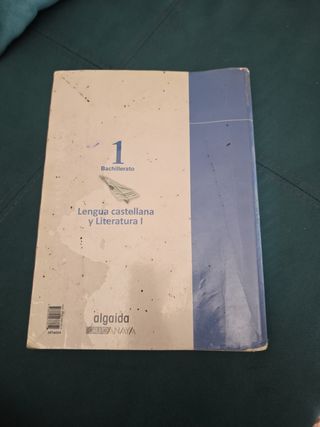 1
Bachillerato
Lengua castellana
y Literatura I
algaida
ANAYA